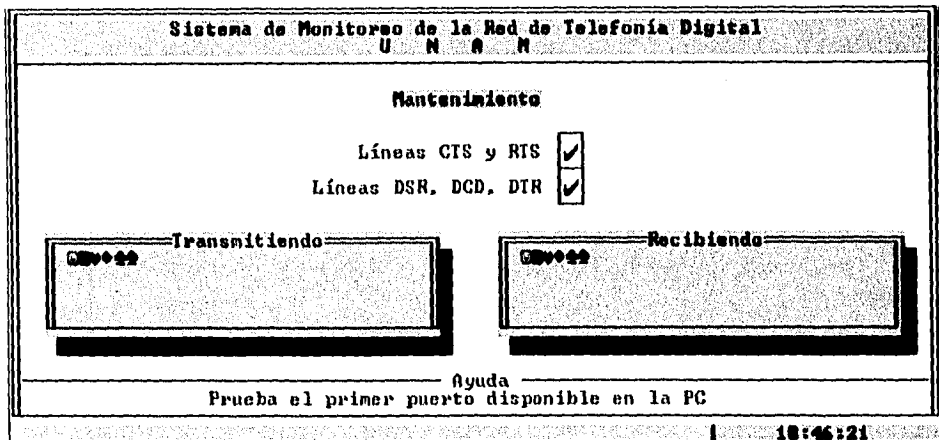 Sistema de Monitoreo de la Red de Telefonía Digital
U N A M
Mantenimiento
Líneas CTS y RTS ✔
Líneas DSR, DCD, DTR ✔
Transmitiendo
☺☻♥♦♣♠
Recibiendo
☺☻♥♦♣♠
Ayuda
Prueba el primer puerto disponible en la PC
18:46:21